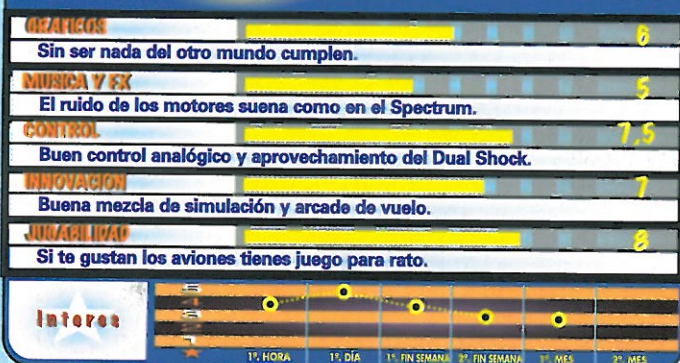 GRAFICOS 6
Sin ser nada del otro mundo cumplen.
MUSICA Y FX 5
El ruido de los motores suena como en el Spectrum.
CONTROL 7,5
Buen control analógico y aprovechamiento del Dual Shock.
INNOVACION 7
Buena mezcla de simulación y arcade de vuelo.
JUGABILIDAD 8
Si te gustan los aviones tienes juego para rato.
Interes
1ª. HORA 1º. DÍA 1º. FIN SEMANA 2º. FIN SEMANA 1º. MES 2º. MES